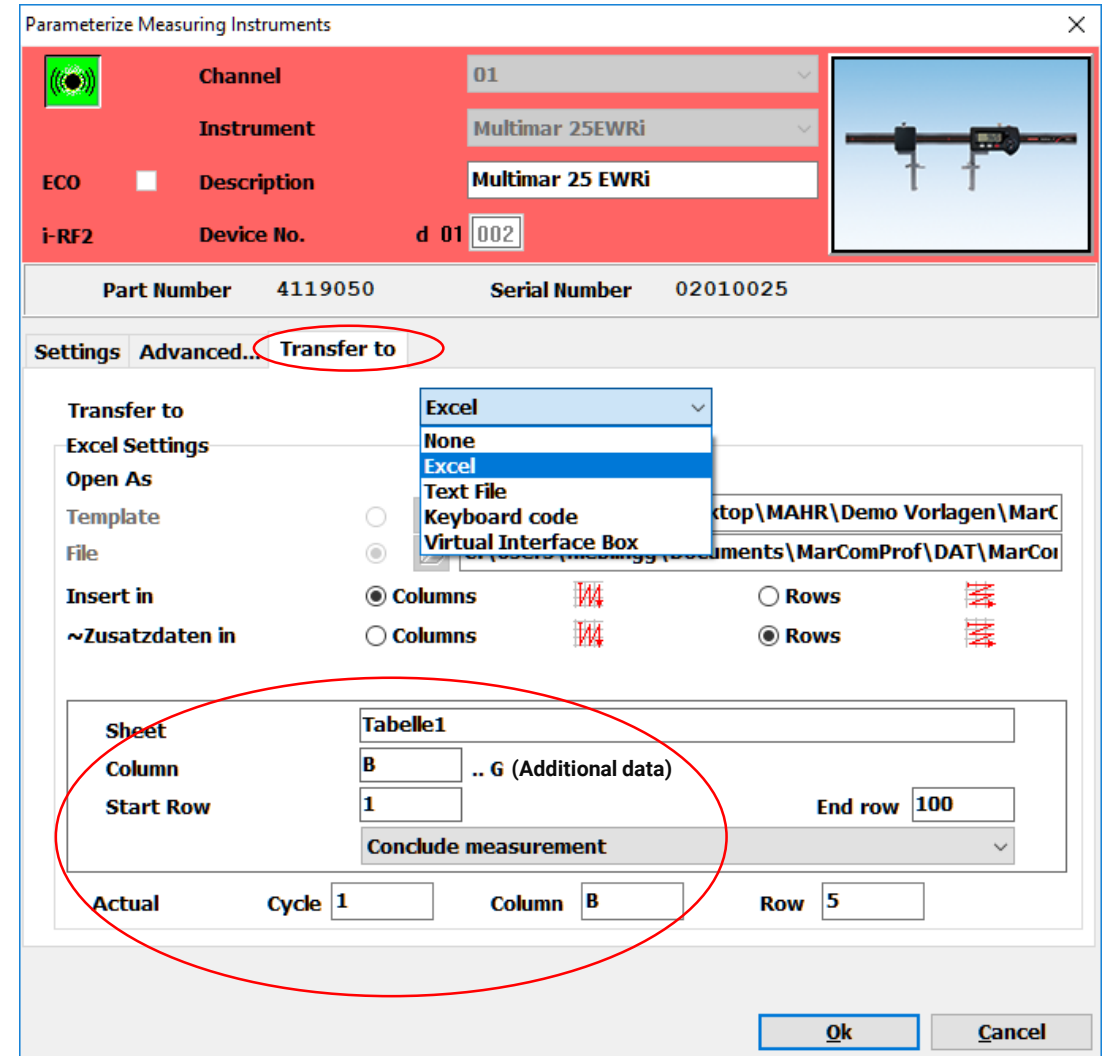 Parameterize Measuring Instruments
Channel 01
Instrument Multimar 25EWRi
ECO Description Multimar 25 EWRi
i-RF2 Device No. d 01 002
Part Number 4119050 Serial Number 02010025
Settings Advanced... Transfer to
Transfer to Excel
Excel Settings None
Excel
Open As
Text File
Template Keyboard code \MAHR\Demo Vorlagen\MarC
File Virtual Interface Box \MarComProf\DAT\MarCo
Insert in Columns Rows
~Zusatzdaten in Columns Rows
Sheet Tabelle1
Column B .. G (Additional data)
Start Row 1 End row 100
Conclude measurement
Actual Cycle 1 Column B Row 5
Ok Cancel